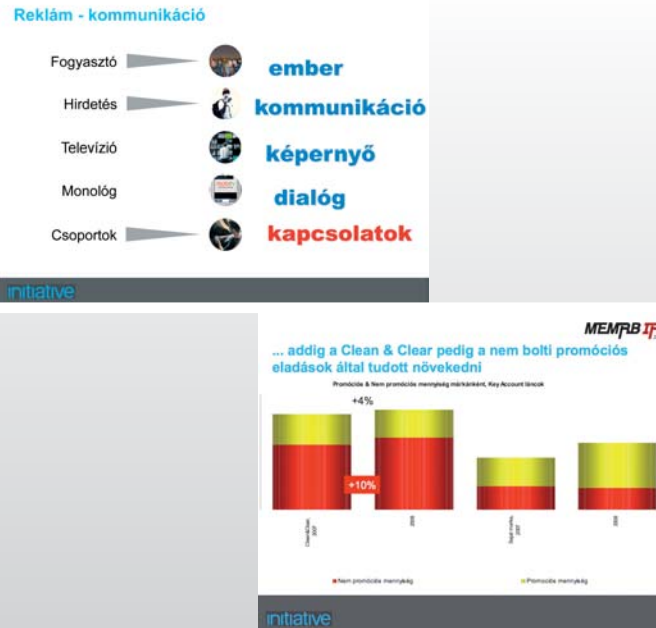 Reklám - kommunikáció
Fogyasztó ember
Hirdetés kommunikáció
Televízió képernyő
Monológ dialóg
Csoportok kapcsolatok
initiative
MEMRB
... addig a Clean & Clear pedig a nem bolti promóciós
eladások által tudott növekedni
Promóciós & Nem promóciós mennyiség márkánként, Key Account láncok
+4%
+10%
2007
2007
Nem promóciós mennyiség Promóciós mennyiség
initiative